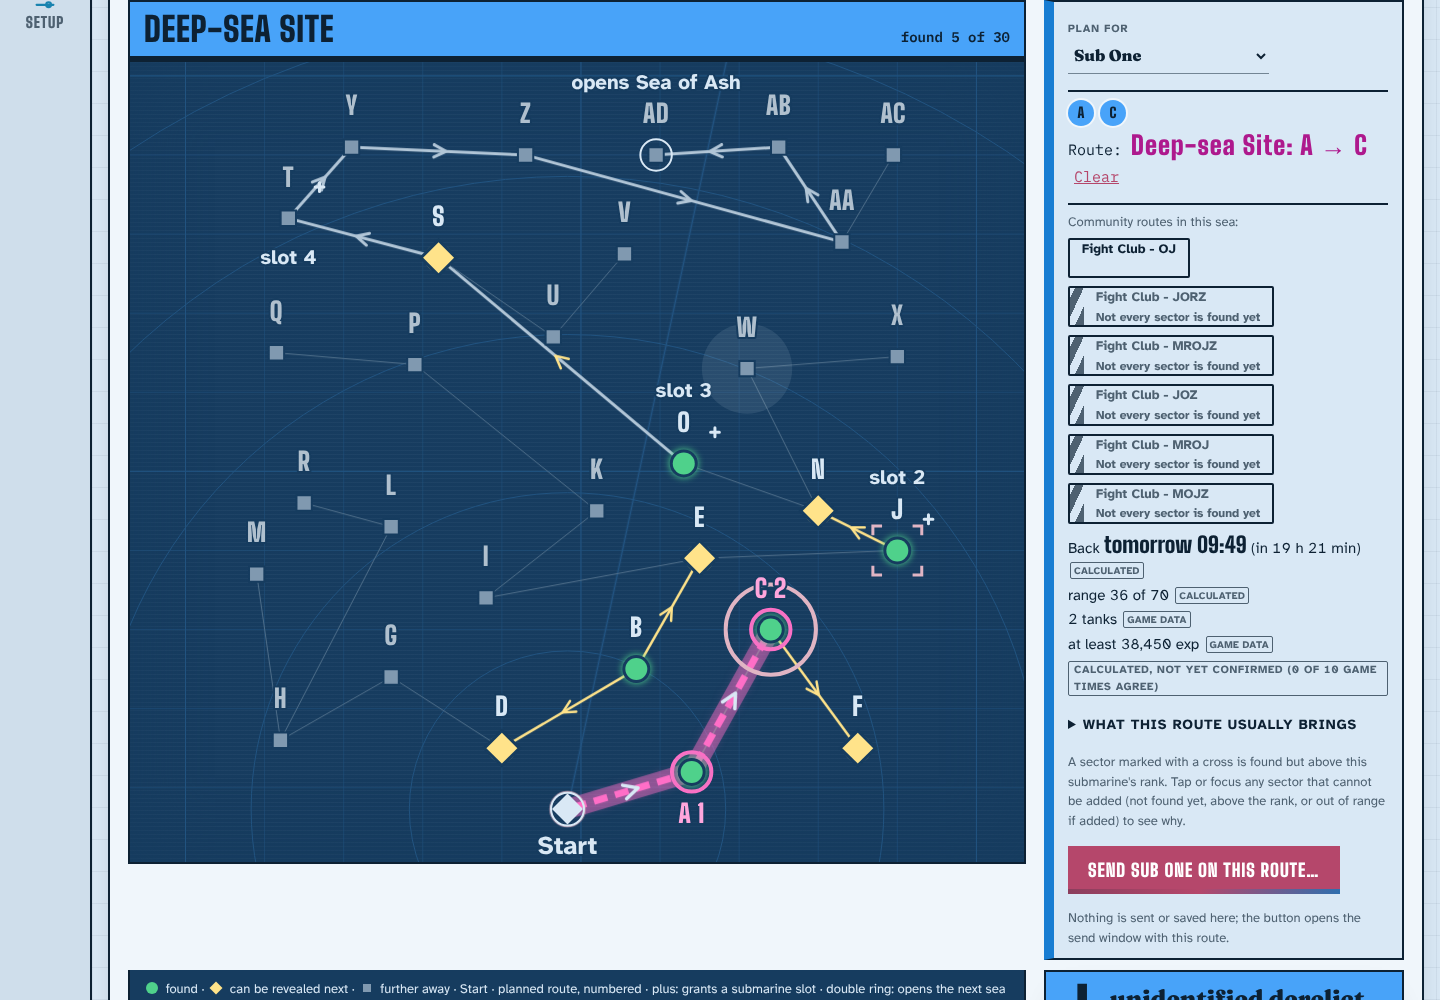 SETUP
DEEP-SEA SITE
found 5 of 30
opens Sea of Ash
Y
Z
AD
AB
AC
T
+
S
V
AA
slot 4
U
Q
P
W
X
slot 3
O
+
R
L
K
N
slot 2
J
+
M
E
I
C·2
B
G
H
D
F
A 1
Start
found · can be revealed next · further away · Start · planned route, numbered · plus: grants a submarine slot · double ring: opens the next sea
PLAN FOR
Sub One
A C
Route: Deep-sea Site: A → C
Clear
Community routes in this sea:
Fight Club - OJ
Fight Club - JORZ
Not every sector is found yet
Fight Club - MROJZ
Not every sector is found yet
Fight Club - JOZ
Not every sector is found yet
Fight Club - MROJ
Not every sector is found yet
Fight Club - MOJZ
Not every sector is found yet
Back tomorrow 09:49 (in 19 h 21 min)
CALCULATED
range 36 of 70 CALCULATED
2 tanks GAME DATA
at least 38,450 exp GAME DATA
CALCULATED, NOT YET CONFIRMED (0 OF 10 GAME
TIMES AGREE)
▶ WHAT THIS ROUTE USUALLY BRINGS
A sector marked with a cross is found but above this
submarine's rank. Tap or focus any sector that cannot
be added (not found yet, above the rank, or out of range
if added) to see why.
SEND SUB ONE ON THIS ROUTE...
Nothing is sent or saved here; the button opens the
send window with this route.
unidentified derelict